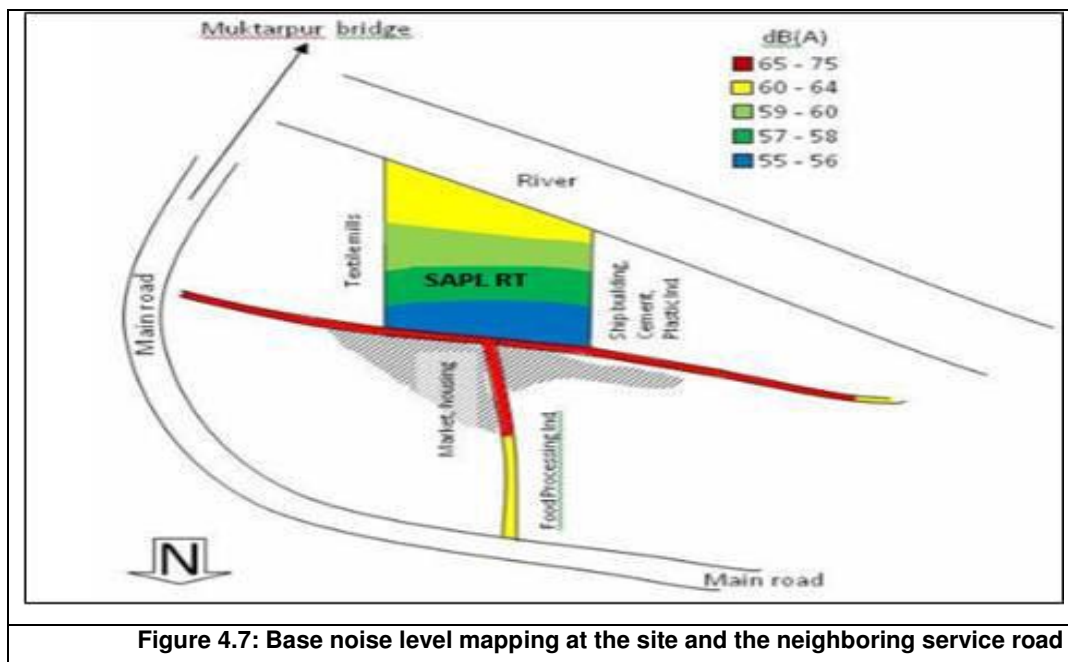 Muktarpur bridge
dB(A)
65 - 75
60 - 64
59 - 60
57 - 58
55 - 56
River
Textile mills
SAPL RT
Ship building,
Cement,
Plastic Ind.
Main road
Market, housing
Food Processing Ind.
N
Main road
Figure 4.7: Base noise level mapping at the site and the neighboring service road